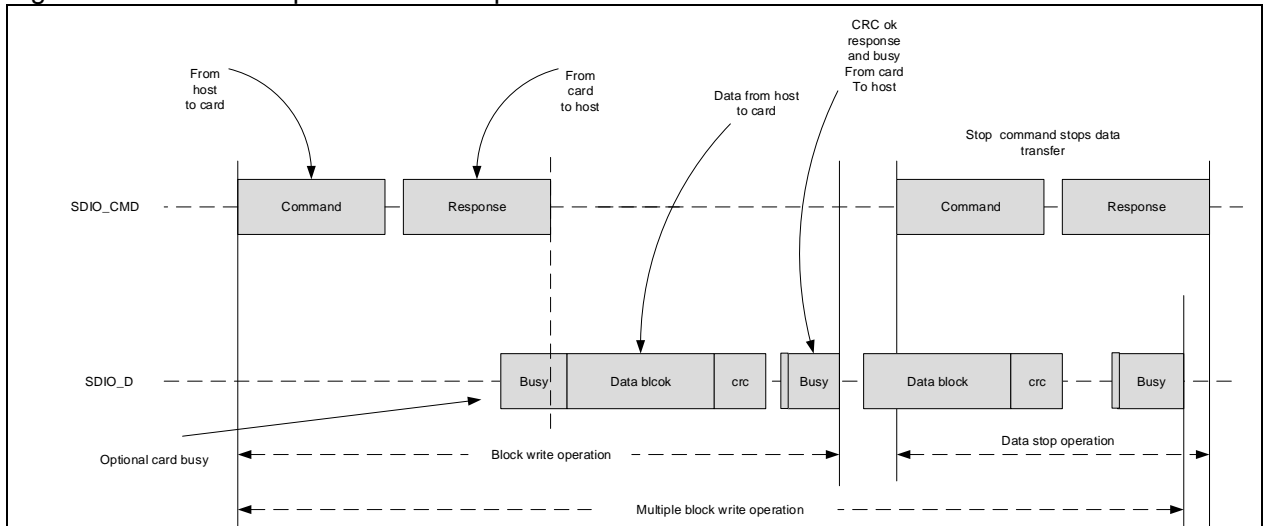 CRC ok
response
and busy
From card
To host
From
host
to card
From
card
to host
Data from host
to card
Stop command stops data
transfer
SDIO_CMD
Command
Response
Command
Response
SDIO_D
Busy
Data blcok
crc
Busy
Data block
crc
Busy
Optional card busy
Block write operation
Data stop operation
Multiple block write operation